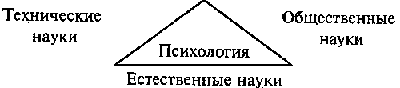 Технические
науки
Общественные
науки
Психология
Естественные науки